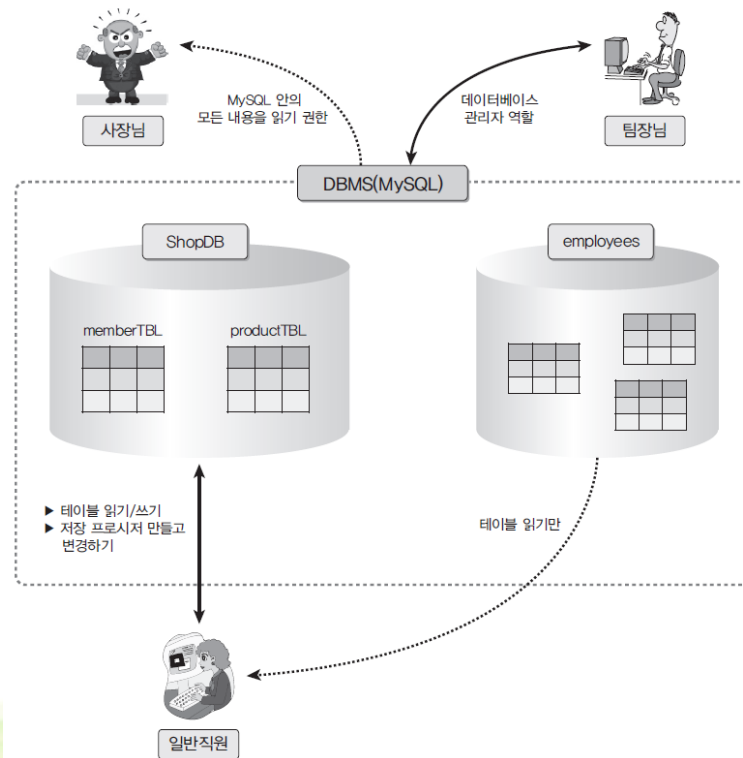 MySQL 안의
모든 내용을 읽기 권한
데이터베이스
관리자 역할
사장님
팀장님
DBMS(MySQL)
ShopDB
employees
memberTBL
productTBL
▶ 테이블 읽기/쓰기
▶ 저장 프로시저 만들고
변경하기
테이블 읽기만
일반직원